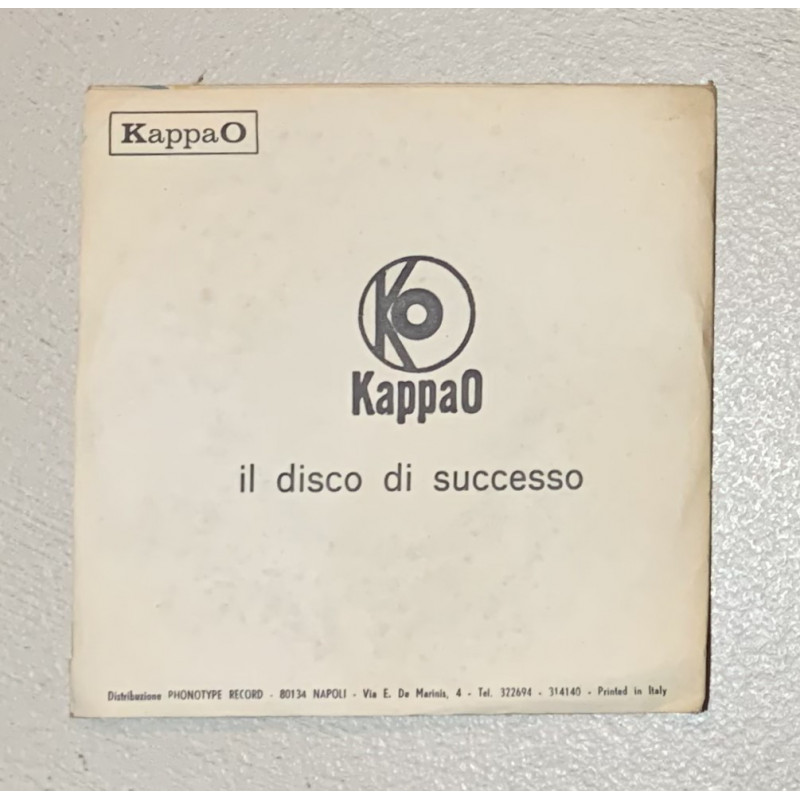 KappaO
KO
KappaO
il disco di successo
Distribuzione PHONOTYPE RECORD - 80134 NAPOLI - Via E. De Marinis, 4 - Tel. 322694 - 314140 - Printed in Italy